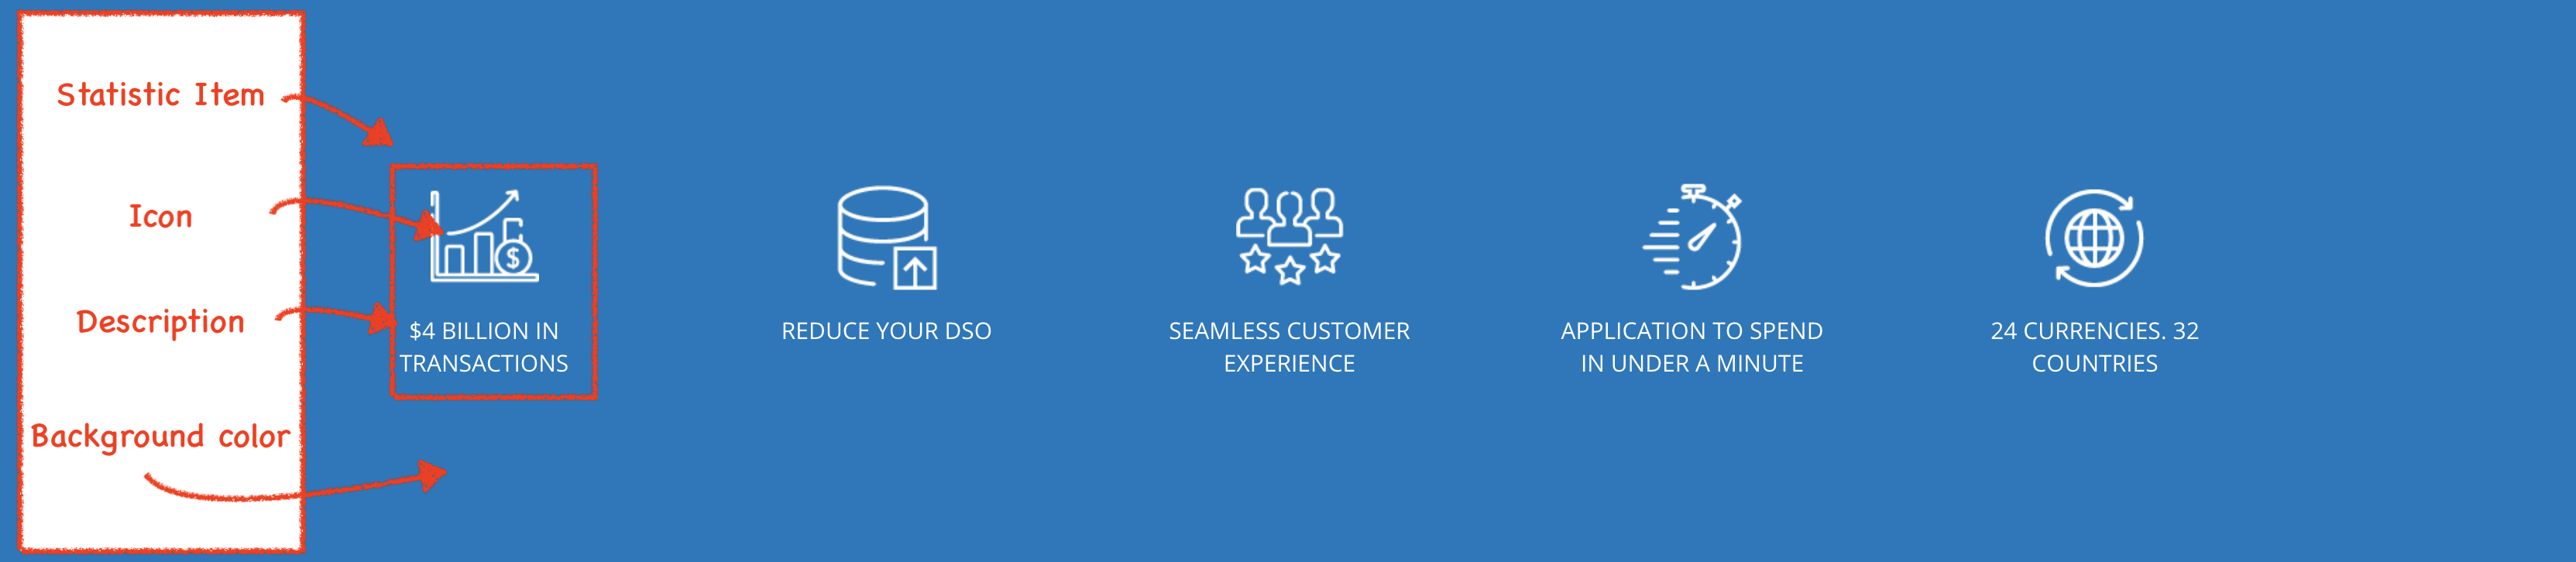 Statistic Item
Icon
Description
Background color
$
$4 BILLION IN
TRANSACTIONS
REDUCE YOUR DSO
SEAMLESS CUSTOMER
EXPERIENCE
APPLICATION TO SPEND
IN UNDER A MINUTE
24 CURRENCIES. 32
COUNTRIES